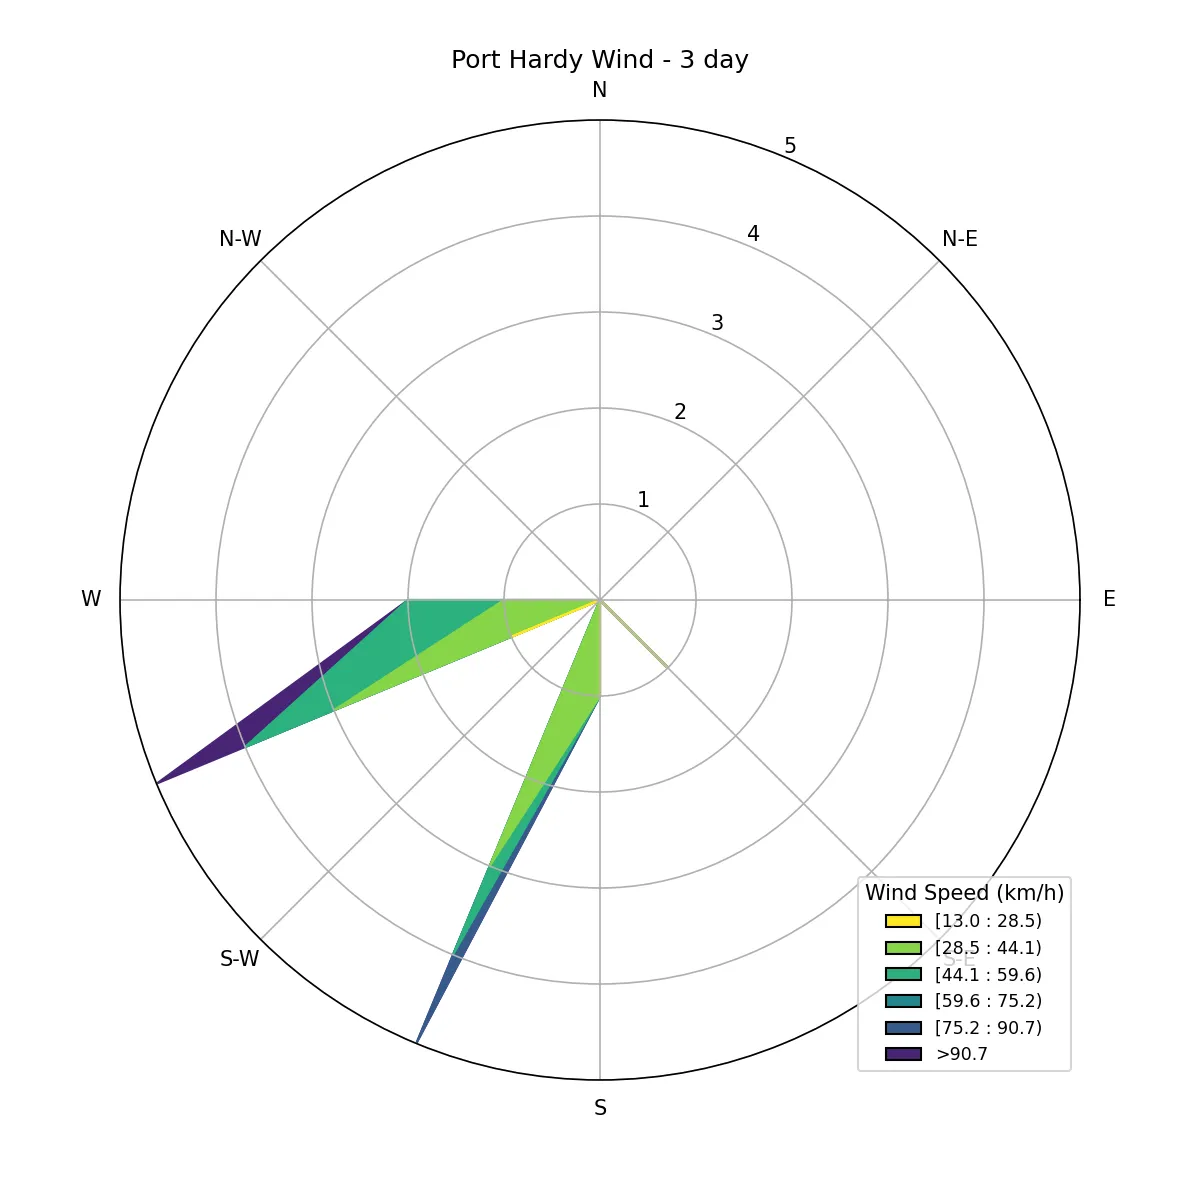 Port Hardy Wind - 3 day
N
5
N-W
4
N-E
3
2
1
W
E
Wind Speed (km/h)
[13.0 : 28.5)
[28.5 : 44.1)
S-W
S-E
[44.1 : 59.6)
[59.6 : 75.2)
[75.2 : 90.7)
>90.7
S